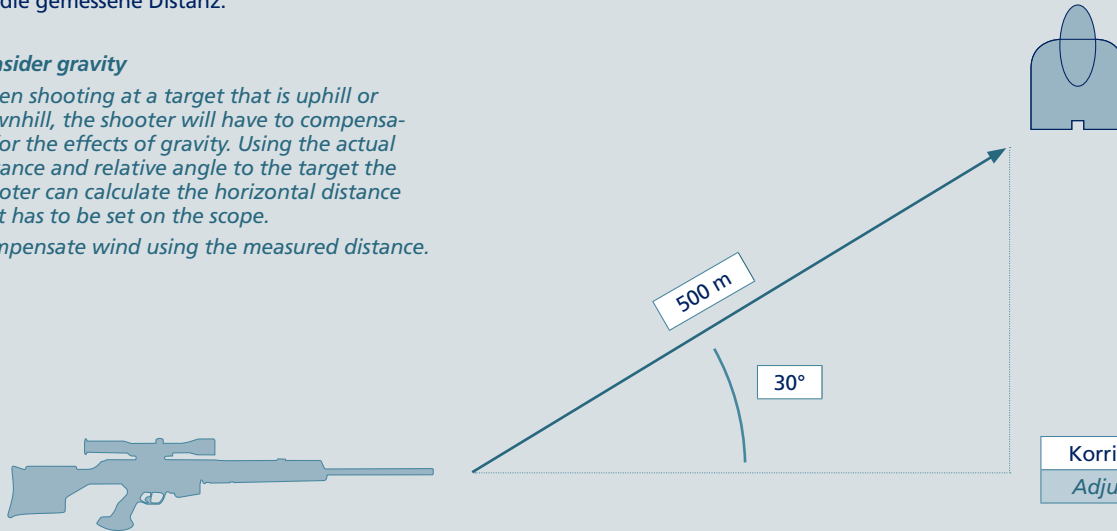 die gemessene Distanz.
nsider gravity
en shooting at a target that is uphill or
wnhill, the shooter will have to compensa-
for the effects of gravity. Using the actual
ance and relative angle to the target the
ooter can calculate the horizontal distance
t has to be set on the scope.
mpensate wind using the measured distance.
500 m
30°
Korri
Adju